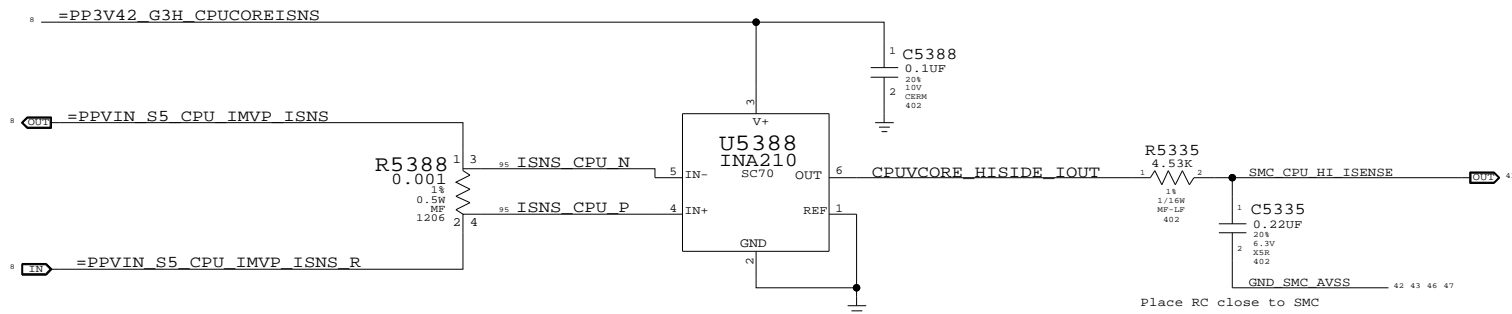 8 =PP3V42_G3H_CPUCOREISNS
1 C5388
0.1UF
20%
10V
2 CERM
402
8 OUT =PPVIN_S5_CPU_IMVP_ISNS
3
V+
U5388
INA210
SC70
R5388 1 3
0.001
1%
0.5W
MF
1206
2 4
95 ISNS_CPU_N 5 IN-
95 ISNS_CPU_P 4 IN+
OUT 6 CPUVCORE_HISIDE_IOUT
REF 1
GND
2
R5335
4.53K
1 2
1%
1/16W
MF-LF
402
SMC_CPU_HI_ISENSE OUT
1 C5335
0.22UF
20%
2 6.3V
X5R
402
8 IN =PPVIN_S5_CPU_IMVP_ISNS_R
GND_SMC_AVSS 42 43 46 47
Place RC close to SMC